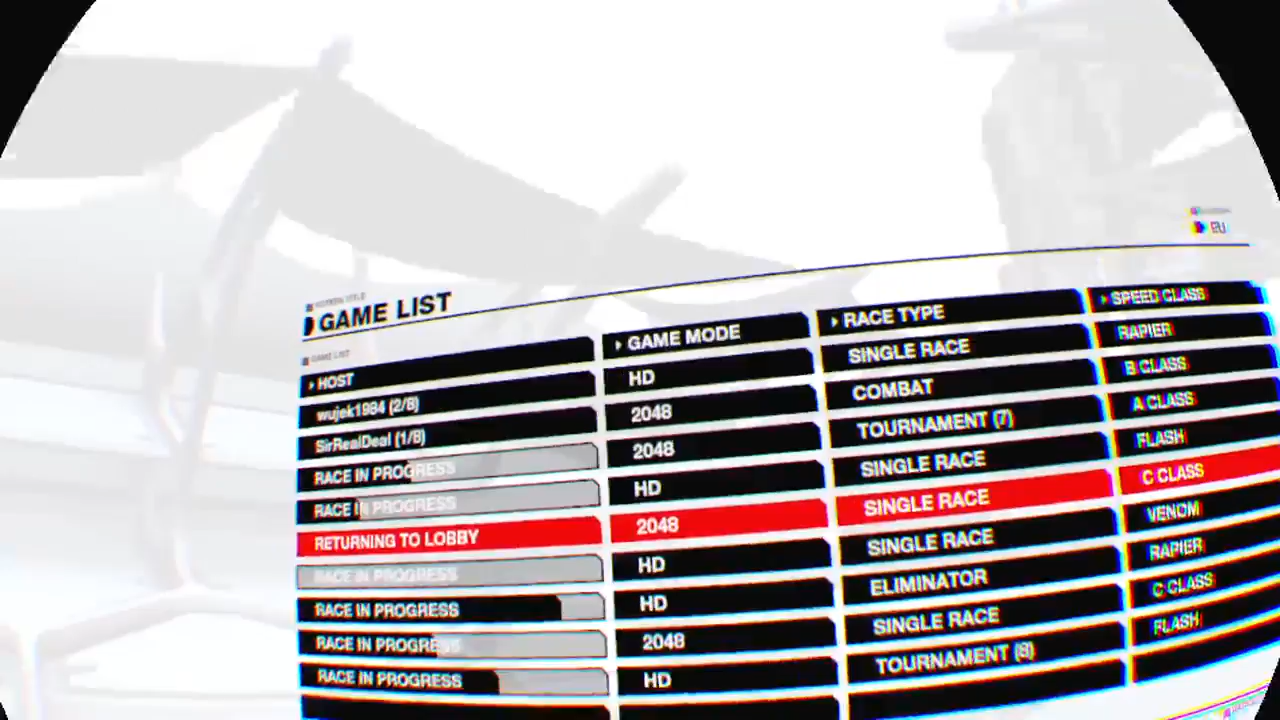 EU
GAME LIST
GAME LIST
HOST GAME MODE RACE TYPE SPEED CLASS
wujek1984 (2/8) HD SINGLE RACE RAPIER
SirRealDeal (1/8) 2048 COMBAT B CLASS
RACE IN PROGRESS 2048 TOURNAMENT (7) A CLASS
RACE IN PROGRESS HD SINGLE RACE FLASH
RETURNING TO LOBBY 2048 SINGLE RACE C CLASS
RACE IN PROGRESS HD SINGLE RACE VENOM
RACE IN PROGRESS HD ELIMINATOR RAPIER
RACE IN PROGRESS 2048 SINGLE RACE C CLASS
RACE IN PROGRESS HD TOURNAMENT (8) FLASH